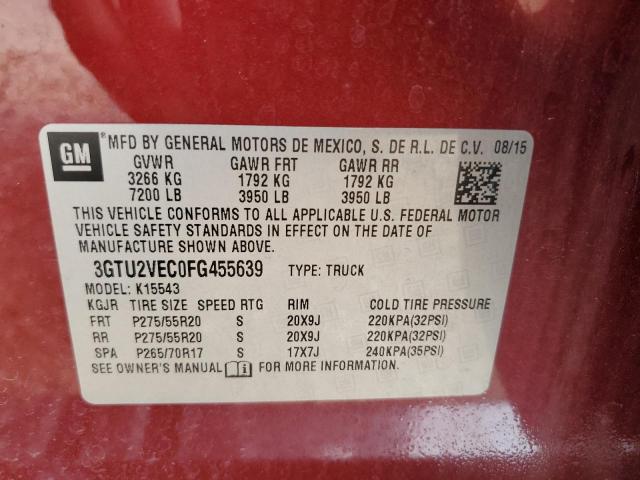 GM
MFD BY GENERAL MOTORS DE MEXICO, S. DE R.L. DE C.V. 08/15
GVWR GAWR FRT GAWR RR
3266 KG 1792 KG 1792 KG
7200 LB 3950 LB 3950 LB
THIS VEHICLE CONFORMS TO ALL APPLICABLE U.S. FEDERAL MOTOR
VEHICLE SAFETY STANDARDS IN EFFECT ON THE DATE OF
MANUFACTURE SHOWN ABOVE.
3GTU2VEC0FG455639 TYPE: TRUCK
MODEL: K15543
KGJR TIRE SIZE SPEED RTG RIM COLD TIRE PRESSURE
FRT P275/55R20 S 20X9J 220KPA(32PSI)
RR P275/55R20 S 20X9J 220KPA(32PSI)
SPA P265/70R17 S 17X7J 240KPA(35PSI)
SEE OWNER'S MANUAL FOR MORE INFORMATION.